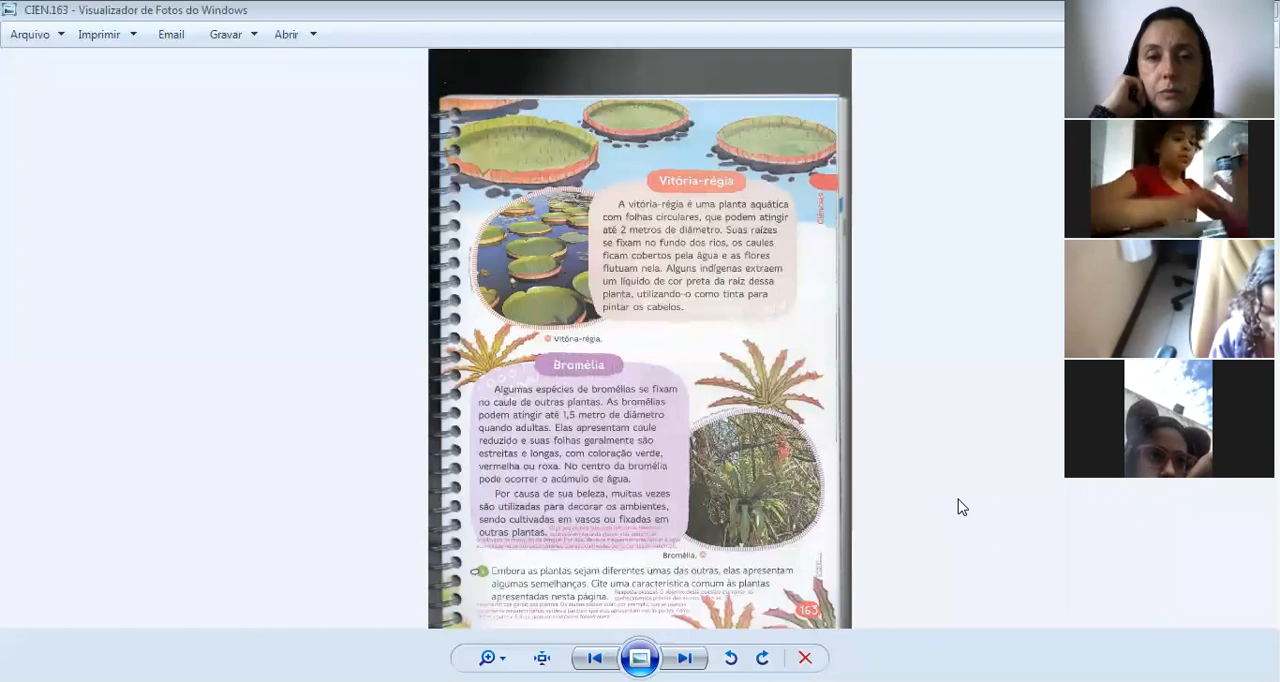 CIEN.163 - Visualizador de Fotos do Windows
Arquivo Imprimir Email Gravar Abrir
Vitória-régia
Ciências
A vitória-régia é uma planta aquática
com folhas circulares, que podem atingir
até 2 metros de diâmetro. Suas raízes
se fixam no fundo dos rios, os caules
ficam cobertos pela água e as flores
flutuam nela. Alguns indígenas extraem
um líquido de cor preta da raiz dessa
planta, utilizando-o como tinta para
pintar os cabelos.
Vitória-régia.
Bromélia
Algumas espécies de bromélias se fixam
no caule de outras plantas. As bromélias
podem atingir até 1,5 metro de diâmetro
quando adultas. Elas apresentam caule
reduzido e suas folhas geralmente são
estreitas e longas, com coloração verde,
vermelha ou roxa. No centro da bromélia
pode ocorrer o acúmulo de água.
Por causa de sua beleza, muitas vezes
são utilizadas para decorar os ambientes,
sendo cultivadas em vasos ou fixadas em
outras plantas.
Bromélia.
Embora as plantas sejam diferentes umas das outras, elas apresentam
algumas semelhanças. Cite uma característica comum às plantas
apresentadas nesta página.
163